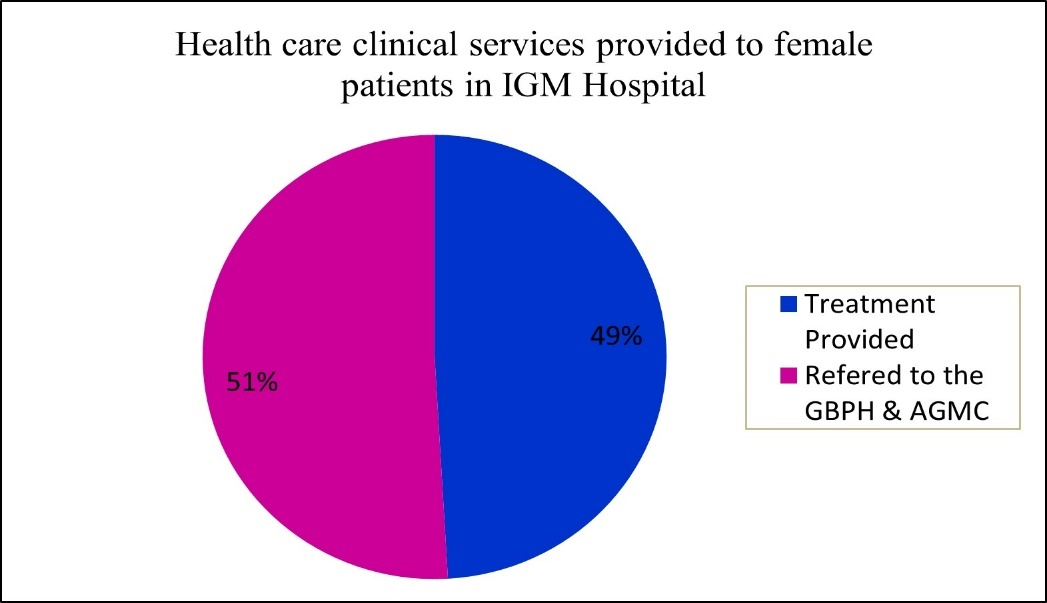 Health care clinical services provided to female
patients in IGM Hospital
49%
51%
Treatment
Provided
Refered to the
GBPH & AGMC